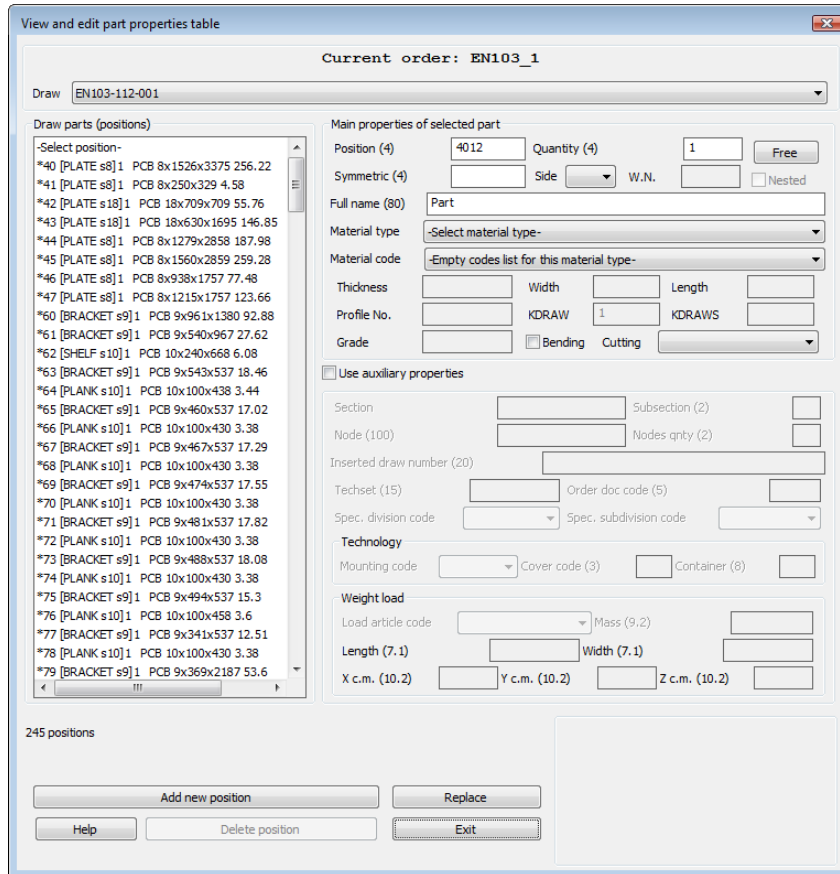 View and edit part properties table
Current order: EN103_1
Draw EN103-112-001
Draw parts (positions)
-Select position-
*40 [PLATE s8]1 PCB 8x1526x3375 256.22
*41 [PLATE s8]1 PCB 8x250x329 4.58
*42 [PLATE s18]1 PCB 18x709x709 55.76
*43 [PLATE s18]1 PCB 18x630x1695 146.85
*44 [PLATE s8]1 PCB 8x1279x2858 187.98
*45 [PLATE s8]1 PCB 8x1560x2859 259.28
*46 [PLATE s8]1 PCB 8x938x1757 77.48
*47 [PLATE s8]1 PCB 8x1215x1757 123.66
*60 [BRACKET s9]1 PCB 9x961x1380 92.88
*61 [BRACKET s9]1 PCB 9x540x967 27.62
*62 [SHELF s10]1 PCB 10x240x668 6.08
*63 [BRACKET s9]1 PCB 9x543x537 18.46
*64 [PLANK s10]1 PCB 10x100x438 3.44
*65 [BRACKET s9]1 PCB 9x460x537 17.02
*66 [PLANK s10]1 PCB 10x100x430 3.38
*67 [BRACKET s9]1 PCB 9x467x537 17.29
*68 [PLANK s10]1 PCB 10x100x430 3.38
*69 [BRACKET s9]1 PCB 9x474x537 17.55
*70 [PLANK s10]1 PCB 10x100x430 3.38
*71 [BRACKET s9]1 PCB 9x481x537 17.82
*72 [PLANK s10]1 PCB 10x100x430 3.38
*73 [BRACKET s9]1 PCB 9x488x537 18.08
*74 [PLANK s10]1 PCB 10x100x430 3.38
*75 [BRACKET s9]1 PCB 9x494x537 15.3
*76 [PLANK s10]1 PCB 10x100x458 3.6
*77 [BRACKET s9]1 PCB 9x341x537 12.51
*78 [PLANK s10]1 PCB 10x100x430 3.38
*79 [BRACKET s9]1 PCB 9x369x2187 53.6
Main properties of selected part
Position (4) 4012 Quantity (4) 1 Free
Symmetric (4) Side W.N. Nested
Full name (80) Part
Material type -Select material type-
Material code -Empty codes list for this material type-
Thickness Width Length
Profile No. KDRAW 1 KDRAWS
Grade Bending Cutting
Use auxiliary properties
Section Subsection (2)
Node (100) Nodes qnty (2)
Inserted draw number (20)
Techset (15) Order doc code (5)
Spec. division code Spec. subdivision code
Technology
Mounting code Cover code (3) Container (8)
Weight load
Load article code Mass (9.2)
Length (7.1) Width (7.1)
X c.m. (10.2) Y c.m. (10.2) Z c.m. (10.2)
245 positions
Add new position Replace
Help Delete position Exit